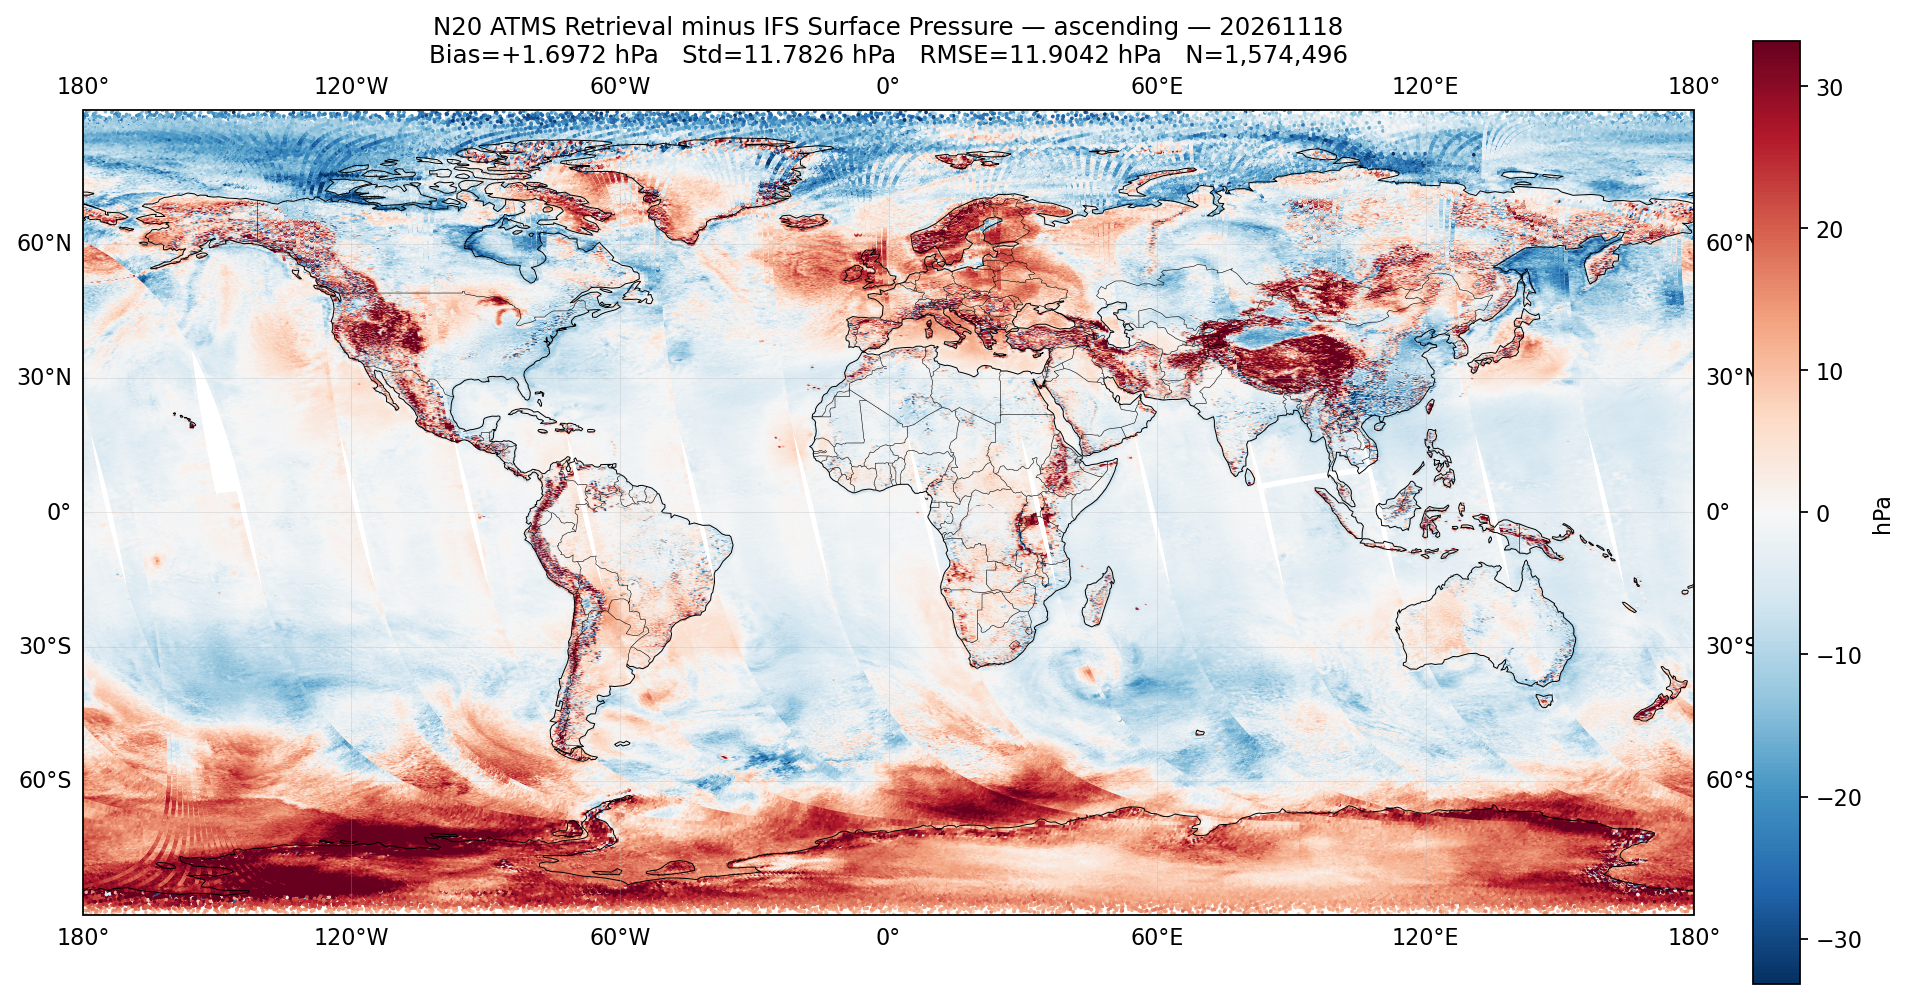 N20 ATMS Retrieval minus IFS Surface Pressure — ascending — 20261118
Bias=+1.6972 hPa   Std=11.7826 hPa   RMSE=11.9042 hPa   N=1,574,496
180° 120°W 60°W 0° 60°E 120°E 180°
60°N 60°N
30°N 30°N
0° 0°
30°S 30°S
60°S 60°S
180° 120°W 60°W 0° 60°E 120°E 180°
30
20
10
0
−10
−20
−30
hPa